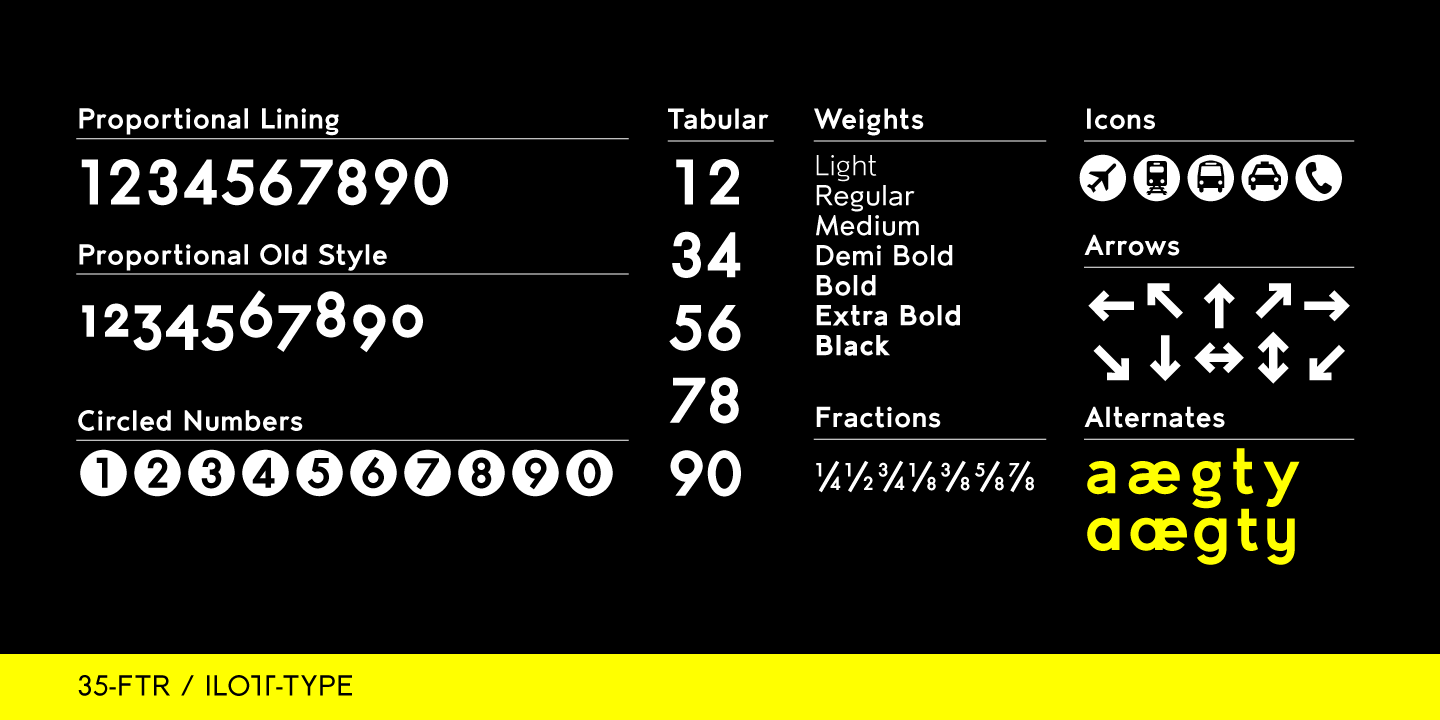 Proportional Lining
1234567890
Proportional Old Style
1234567890
Circled Numbers
1 2 3 4 5 6 7 8 9 0
Tabular
12
34
56
78
90
Weights
Light
Regular
Medium
Demi Bold
Bold
Extra Bold
Black
Fractions
1/4 1/2 3/4 1/8 3/8 5/8 7/8
Icons
Arrows
← ↖ ↑ ↗ →
↘ ↓ ↔ ↕ ↙
Alternates
a æ g t y
a æ g t y
35-FTR / ILOTT-TYPE